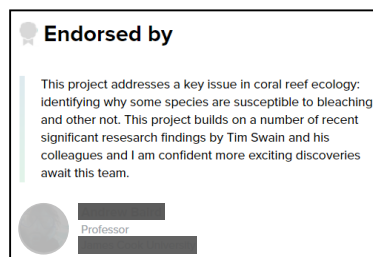 Endorsed by
This project addresses a key issue in coral reef ecology:
identifying why some species are susceptible to bleaching
and other not. This project builds on a number of recent
significant resesarch findings by Tim Swain and his
colleagues and I am confident more exciting discoveries
await this team.
Professor